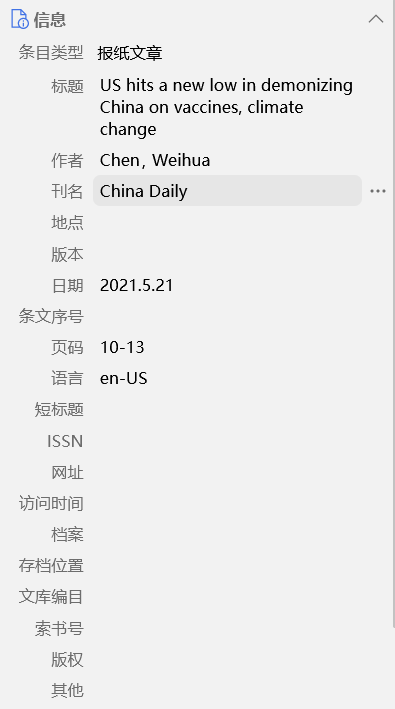 信息
条目类型 报纸文章
标题 US hits a new low in demonizing
China on vaccines, climate
change
作者 Chen, Weihua
刊名 China Daily
地点
版本
日期 2021.5.21
条文序号
页码 10-13
语言 en-US
短标题
ISSN
网址
访问时间
档案
存档位置
文库编目
索书号
版权
其他